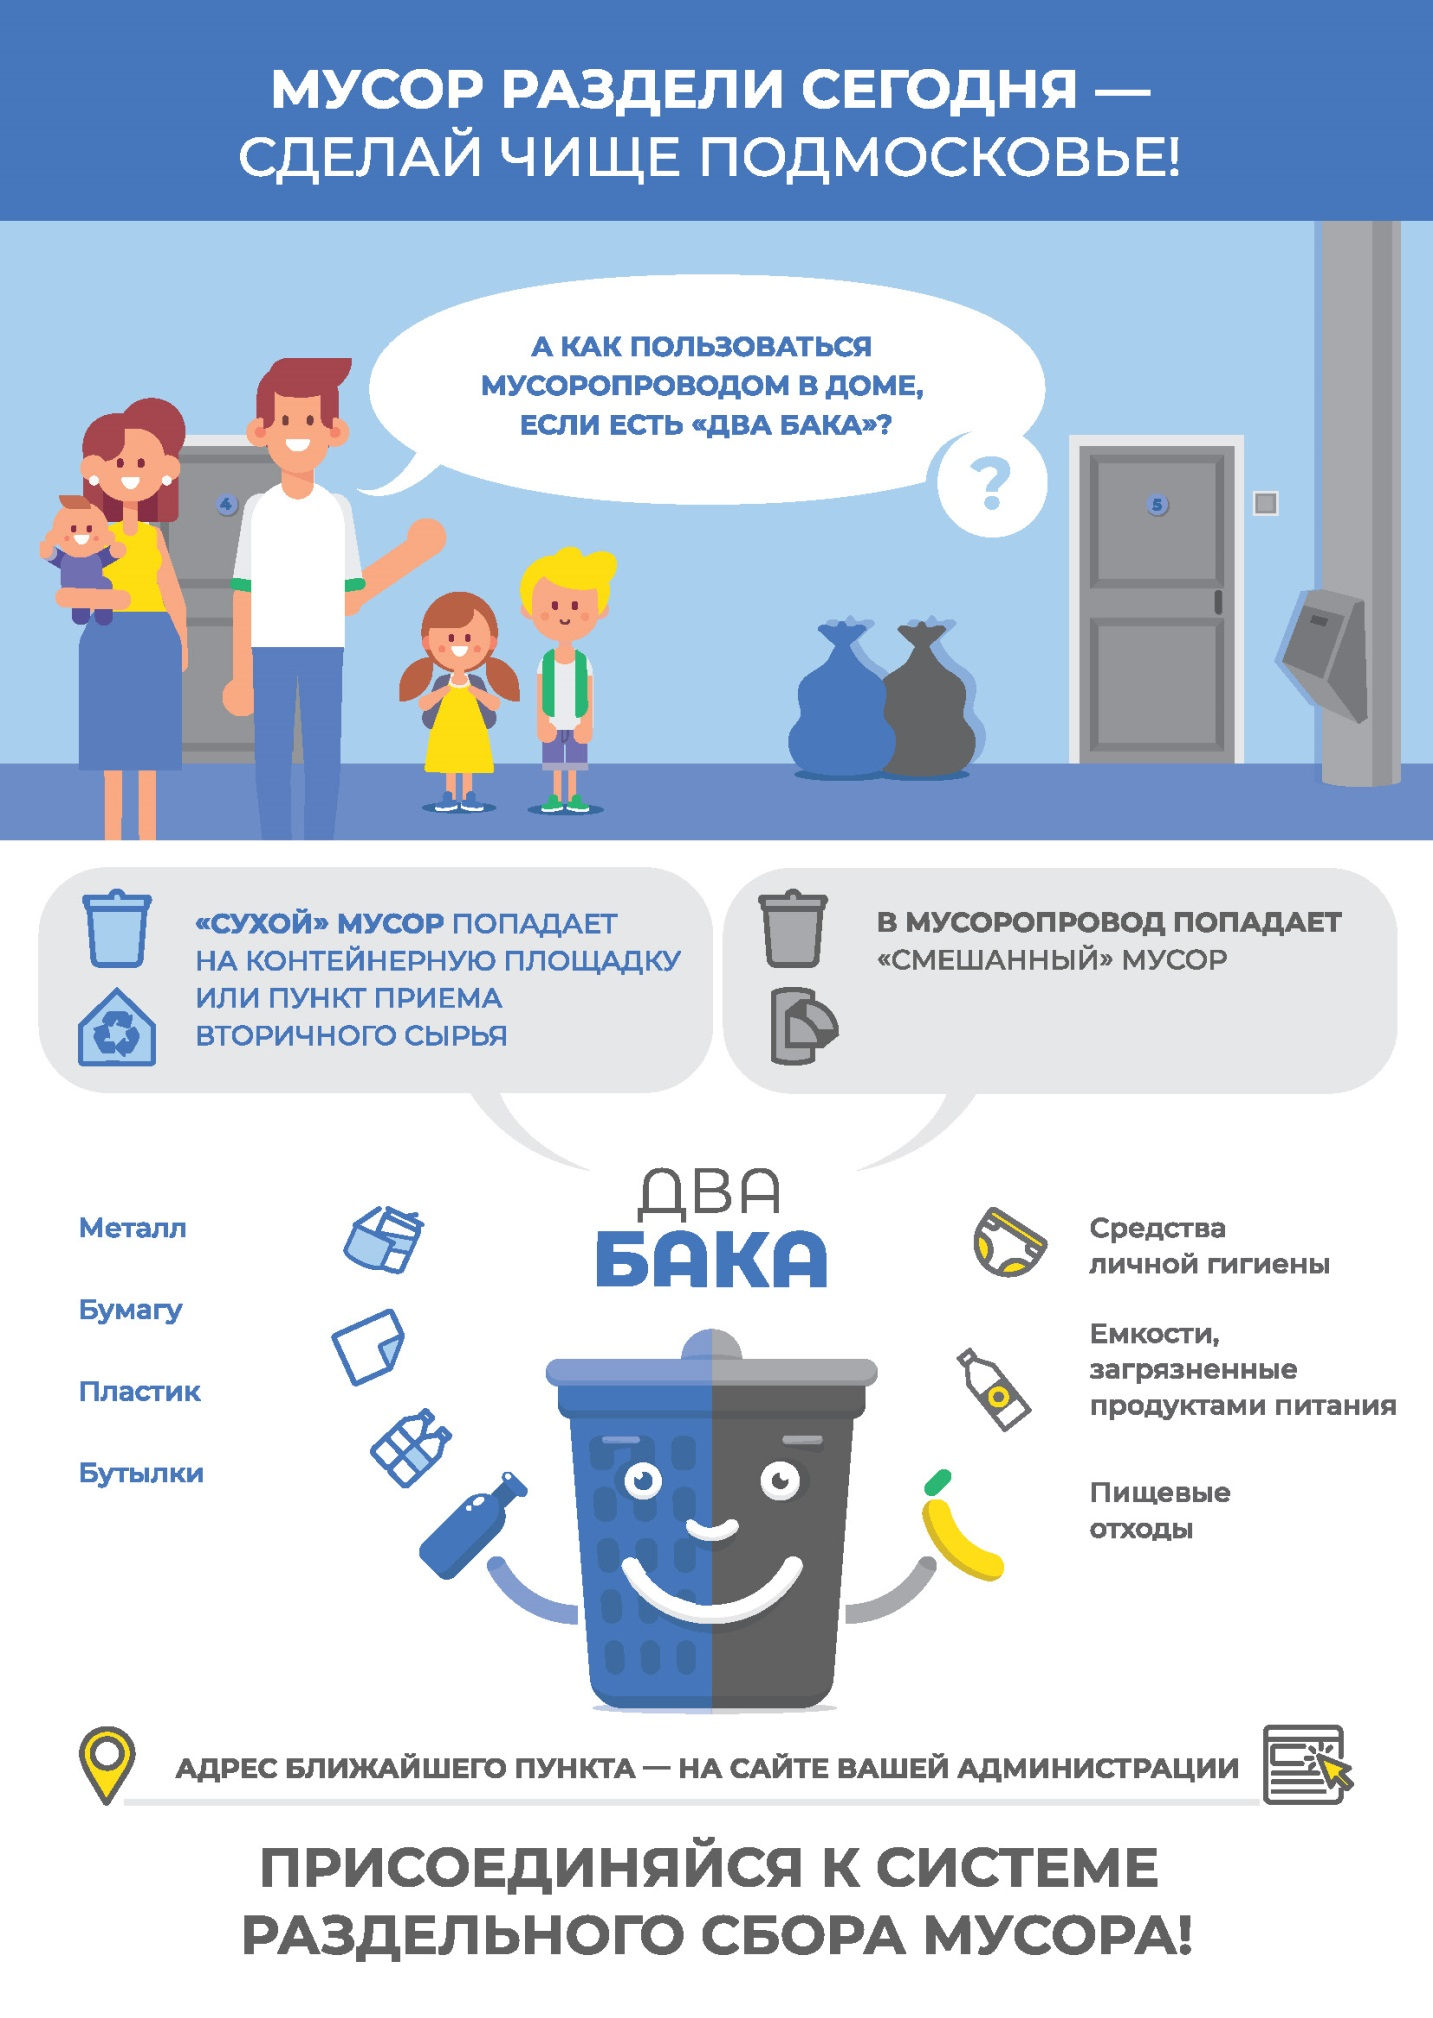 МУСОР РАЗДЕЛИ СЕГОДНЯ —
СДЕЛАЙ ЧИЩЕ ПОДМОСКОВЬЕ!
А КАК ПОЛЬЗОВАТЬСЯ
МУСОРОПРОВОДОМ В ДОМЕ,
ЕСЛИ ЕСТЬ «ДВА БАКА»?
?
4
5
«СУХОЙ» МУСОР ПОПАДАЕТ
НА КОНТЕЙНЕРНУЮ ПЛОЩАДКУ
ИЛИ ПУНКТ ПРИЕМА
ВТОРИЧНОГО СЫРЬЯ
В МУСОРОПРОВОД ПОПАДАЕТ
«СМЕШАННЫЙ» МУСОР
ДВА
БАКА
Металл
Бумагу
Пластик
Бутылки
Средства
личной гигиены
Емкости,
загрязненные
продуктами питания
Пищевые
отходы
АДРЕС БЛИЖАЙШЕГО ПУНКТА — НА САЙТЕ ВАШЕЙ АДМИНИСТРАЦИИ
ПРИСОЕДИНЯЙСЯ К СИСТЕМЕ
РАЗДЕЛЬНОГО СБОРА МУСОРА!